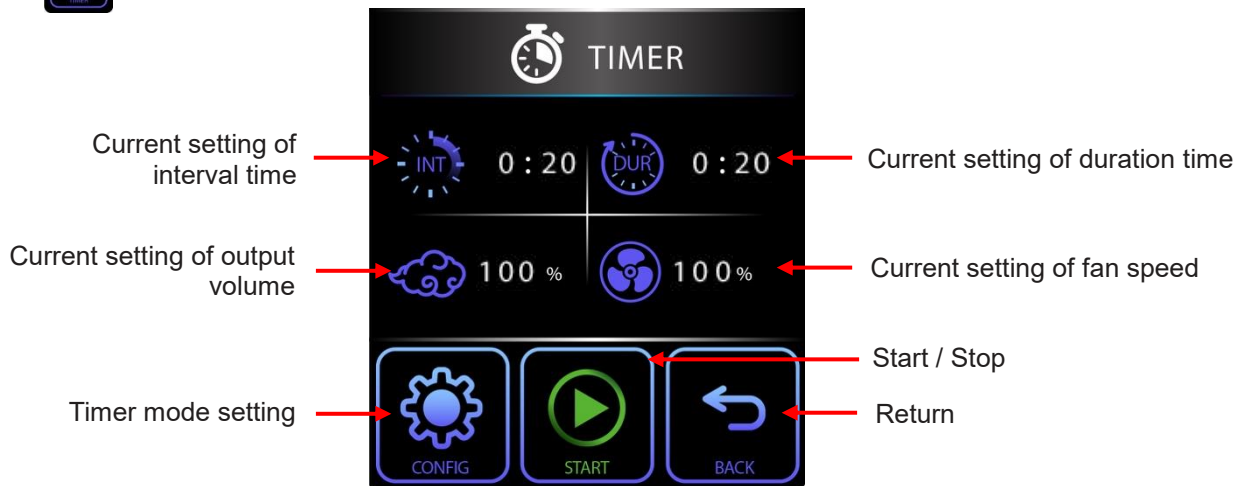 TIMER
TIMER
Current setting of
interval time
INT
0 : 20
DUR
0 : 20
Current setting of duration time
Current setting of output
volume
100 %
100%
Current setting of fan speed
Start / Stop
Timer mode setting
Return
CONFIG
START
BACK